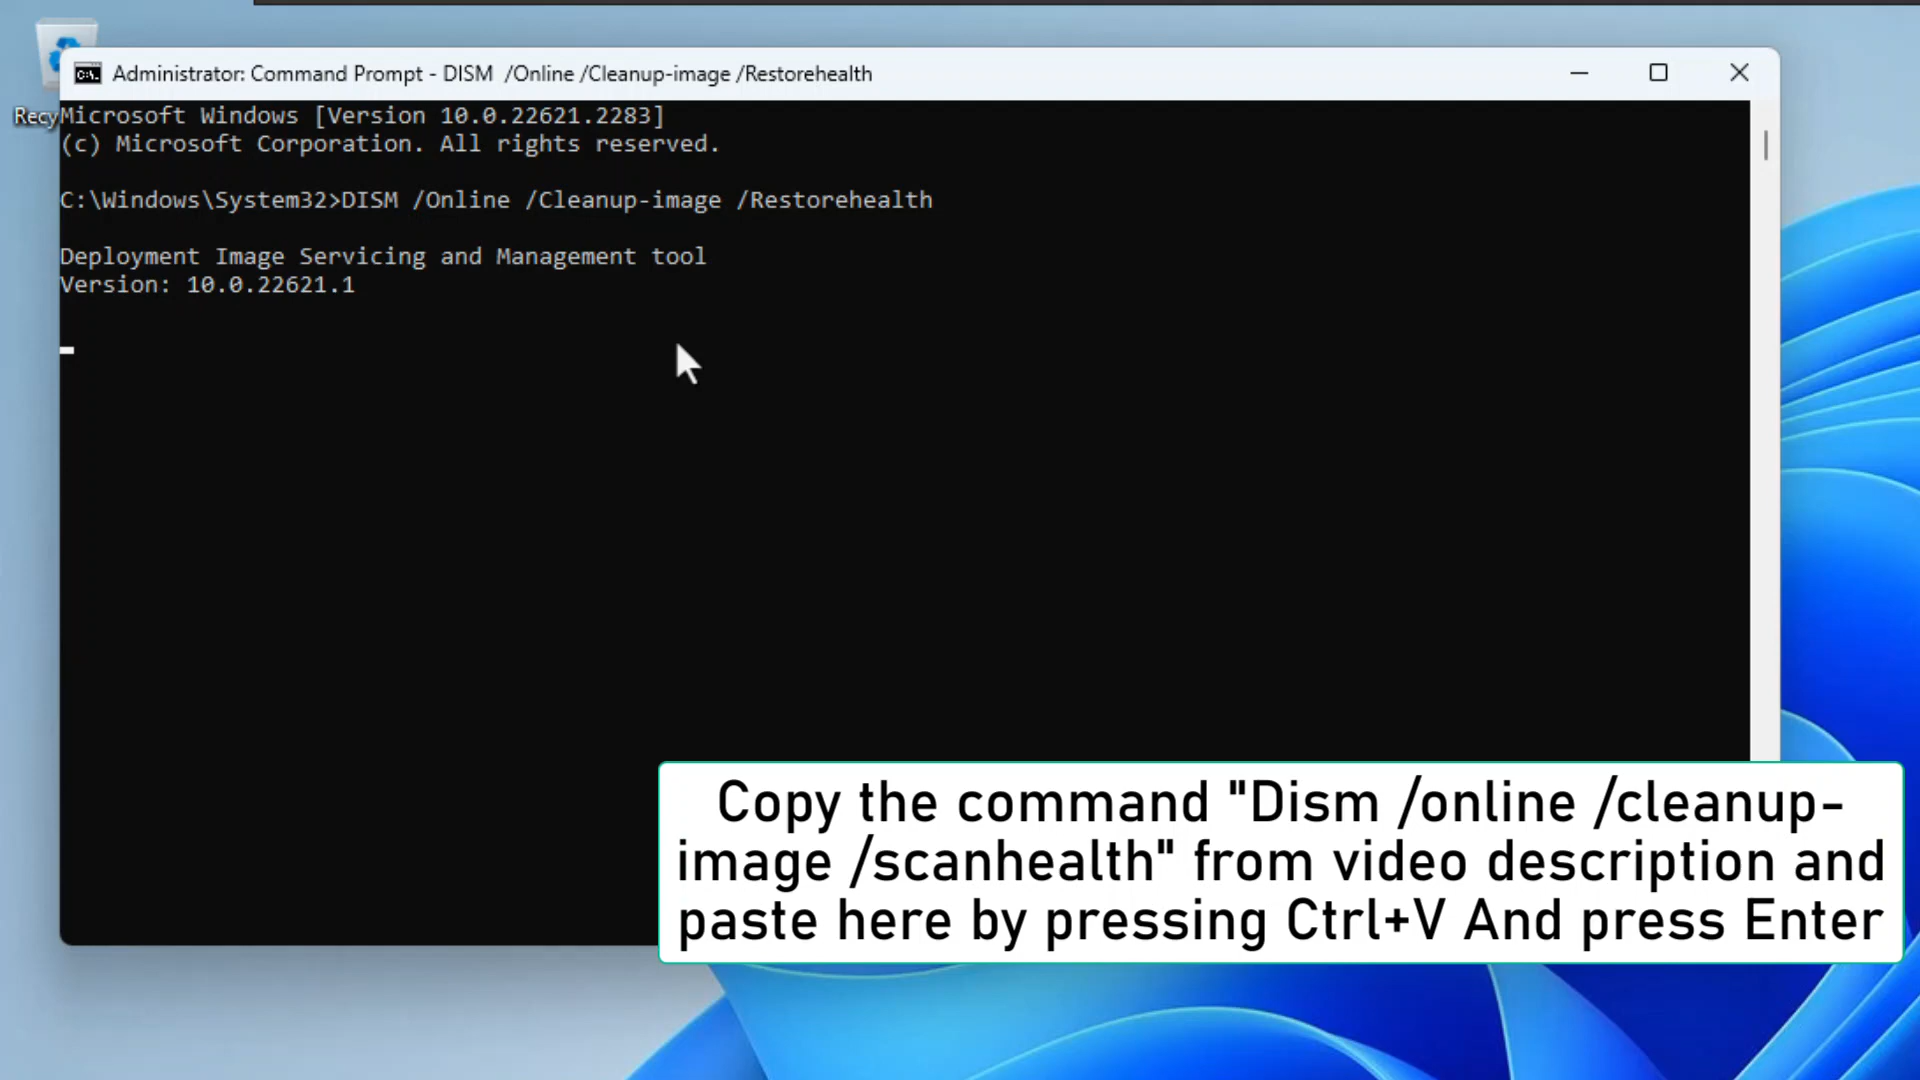 Administrator: Command Prompt - DISM  /Online /Cleanup-image /Restorehealth
Recy
Microsoft Windows [Version 10.0.22621.2283]
(c) Microsoft Corporation. All rights reserved.
C:\Windows\System32>DISM /Online /Cleanup-image /Restorehealth
Deployment Image Servicing and Management tool
Version: 10.0.22621.1
Copy the command "Dism /online /cleanup-
image /scanhealth" from video description and
paste here by pressing Ctrl+V And press Enter